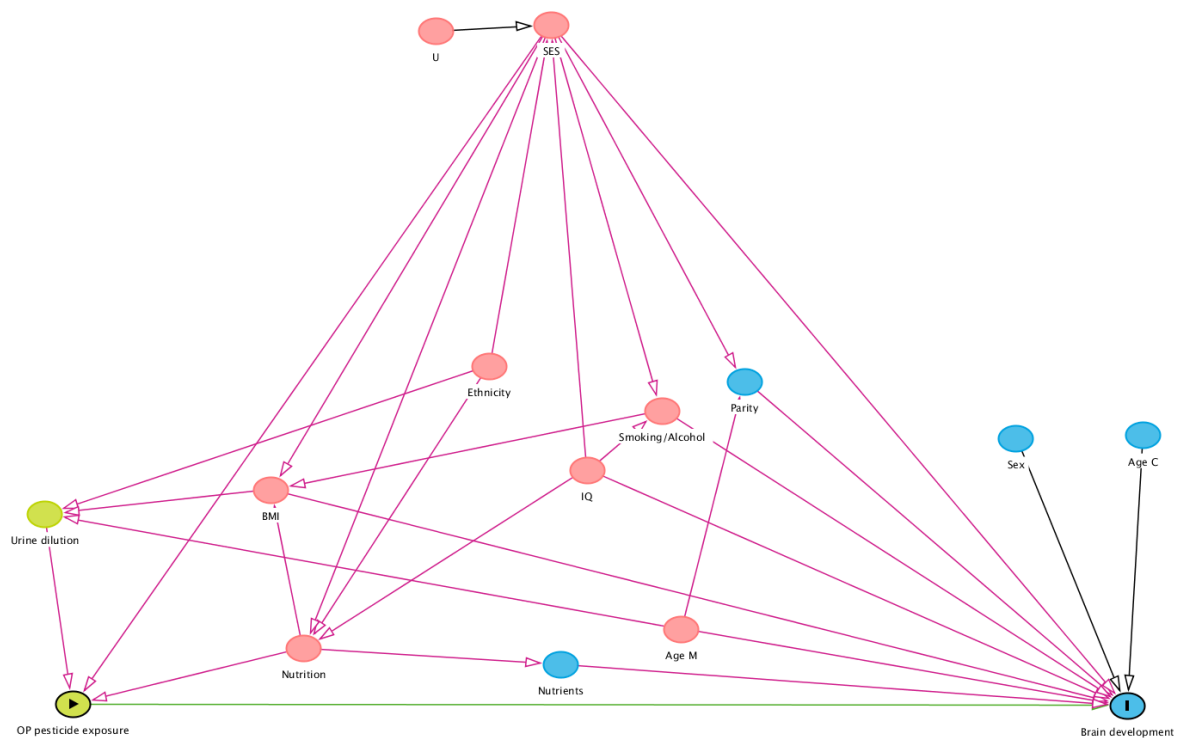 U
SES
Ethnicity
Parity
Smoking/Alcohol
Sex
Age C
IQ
BMI
Urine dilution
Age M
Nutrition
Nutrients
OP pesticide exposure
Brain development